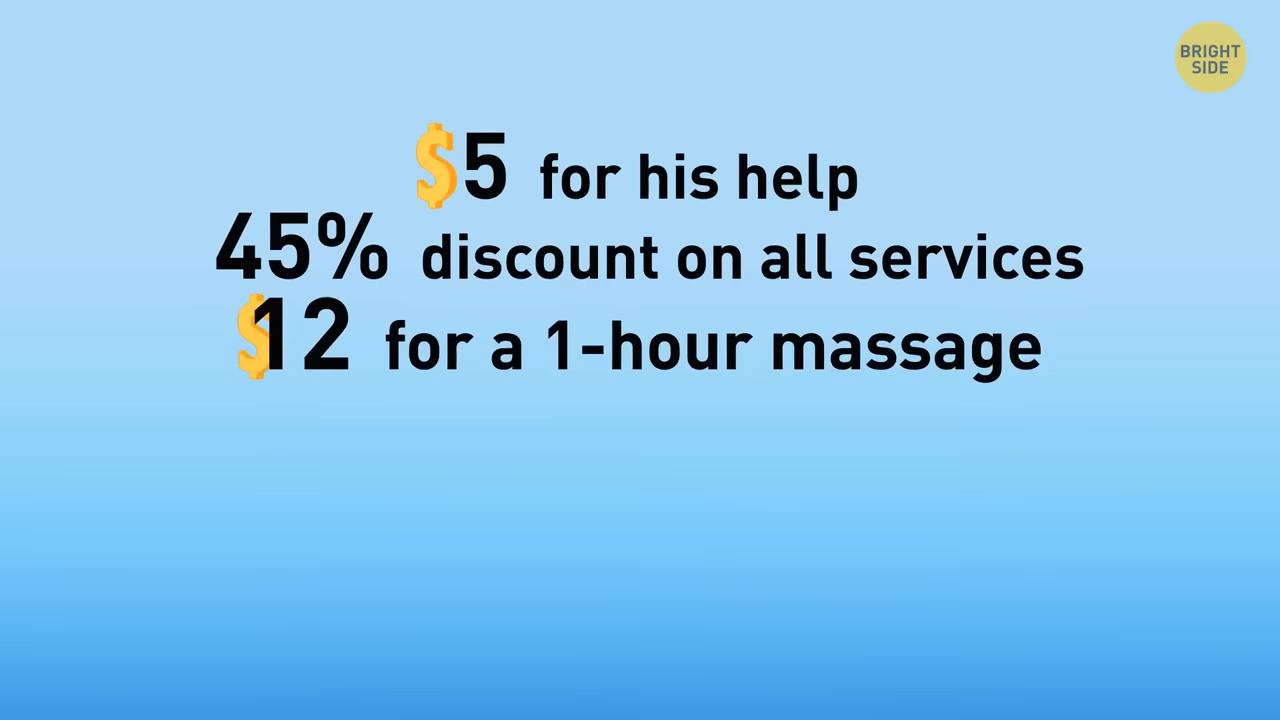 BRIGHT
SIDE
$5 for his help
45% discount on all services
$12 for a 1-hour massage